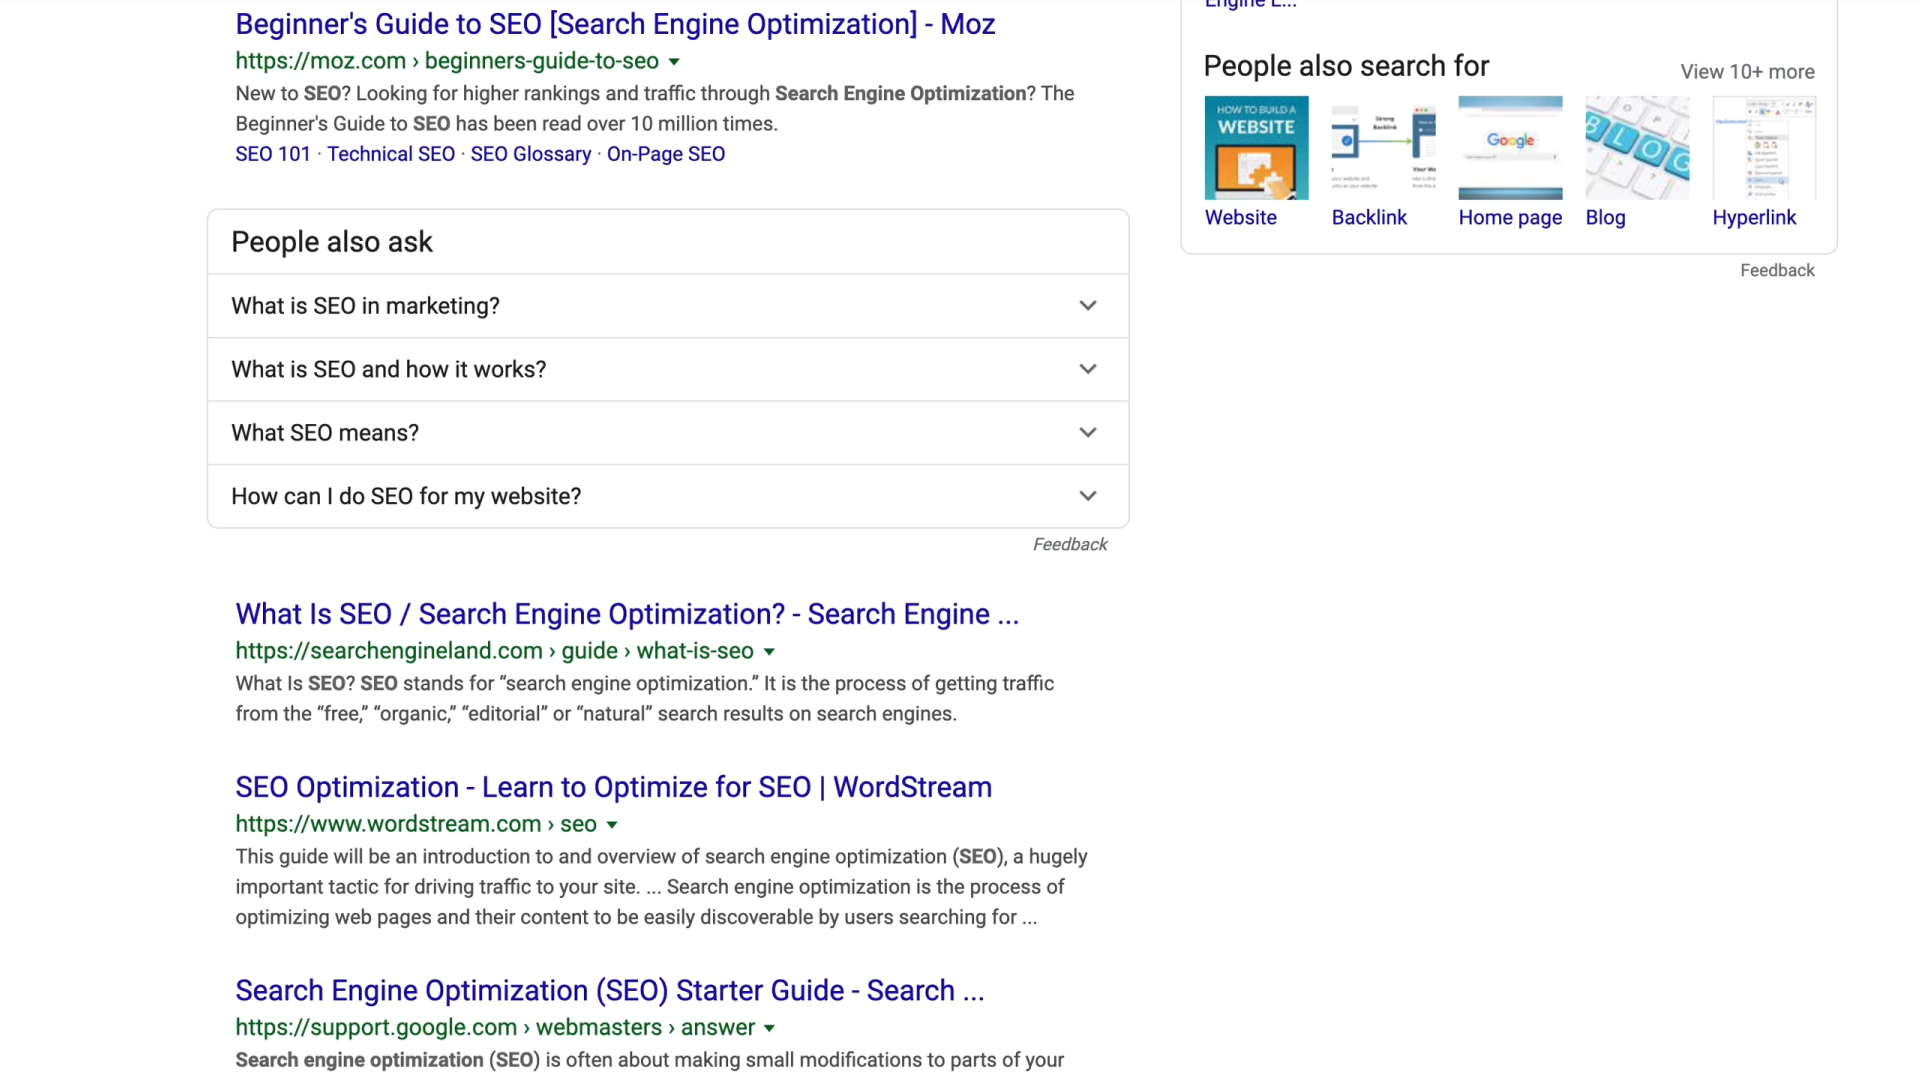 Beginner's Guide to SEO [Search Engine Optimization] - Moz
https://moz.com › beginners-guide-to-seo
New to SEO? Looking for higher rankings and traffic through Search Engine Optimization? The
Beginner's Guide to SEO has been read over 10 million times.
SEO 101 · Technical SEO · SEO Glossary · On-Page SEO
People also ask
What is SEO in marketing?
What is SEO and how it works?
What SEO means?
How can I do SEO for my website?
Feedback
What Is SEO / Search Engine Optimization? - Search Engine ...
https://searchengineland.com › guide › what-is-seo
What Is SEO? SEO stands for “search engine optimization.” It is the process of getting traffic
from the “free,” “organic,” “editorial” or “natural” search results on search engines.
SEO Optimization - Learn to Optimize for SEO | WordStream
https://www.wordstream.com › seo
This guide will be an introduction to and overview of search engine optimization (SEO), a hugely
important tactic for driving traffic to your site. ... Search engine optimization is the process of
optimizing web pages and their content to be easily discoverable by users searching for ...
Search Engine Optimization (SEO) Starter Guide - Search ...
https://support.google.com › webmasters › answer
Search engine optimization (SEO) is often about making small modifications to parts of your
Engine L...
People also search for
View 10+ more
HOW TO BUILD A
WEBSITE
Strong
Backlink
Your We
Google
BLOG
Website
Backlink
Home page
Blog
Hyperlink
Feedback